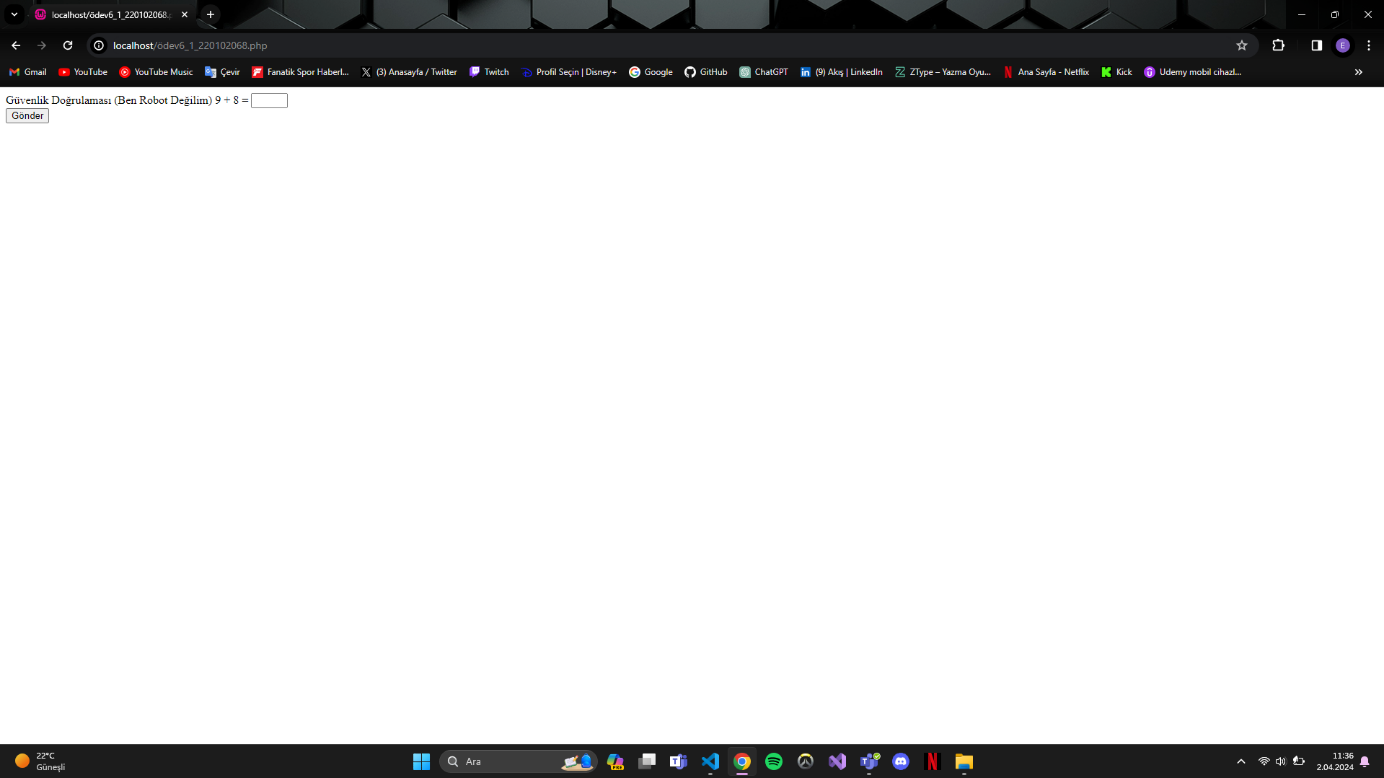 localhost/ödev6_1_220102068.p
localhost/ödev6_1_220102068.php
E
Gmail
YouTube
YouTube Music
Çevir
Fanatik Spor Haberl...
(3) Anasayfa / Twitter
Twitch
Profil Seçin | Disney+
Google
GitHub
ChatGPT
(9) Akış | LinkedIn
ZType – Yazma Oyu...
Ana Sayfa - Netflix
Kick
Udemy mobil cihazl...
Güvenlik Doğrulaması (Ben Robot Değilim) 9 + 8 =
Gönder
22°C
Güneşli
Ara
PRE
11:36
2.04.2024